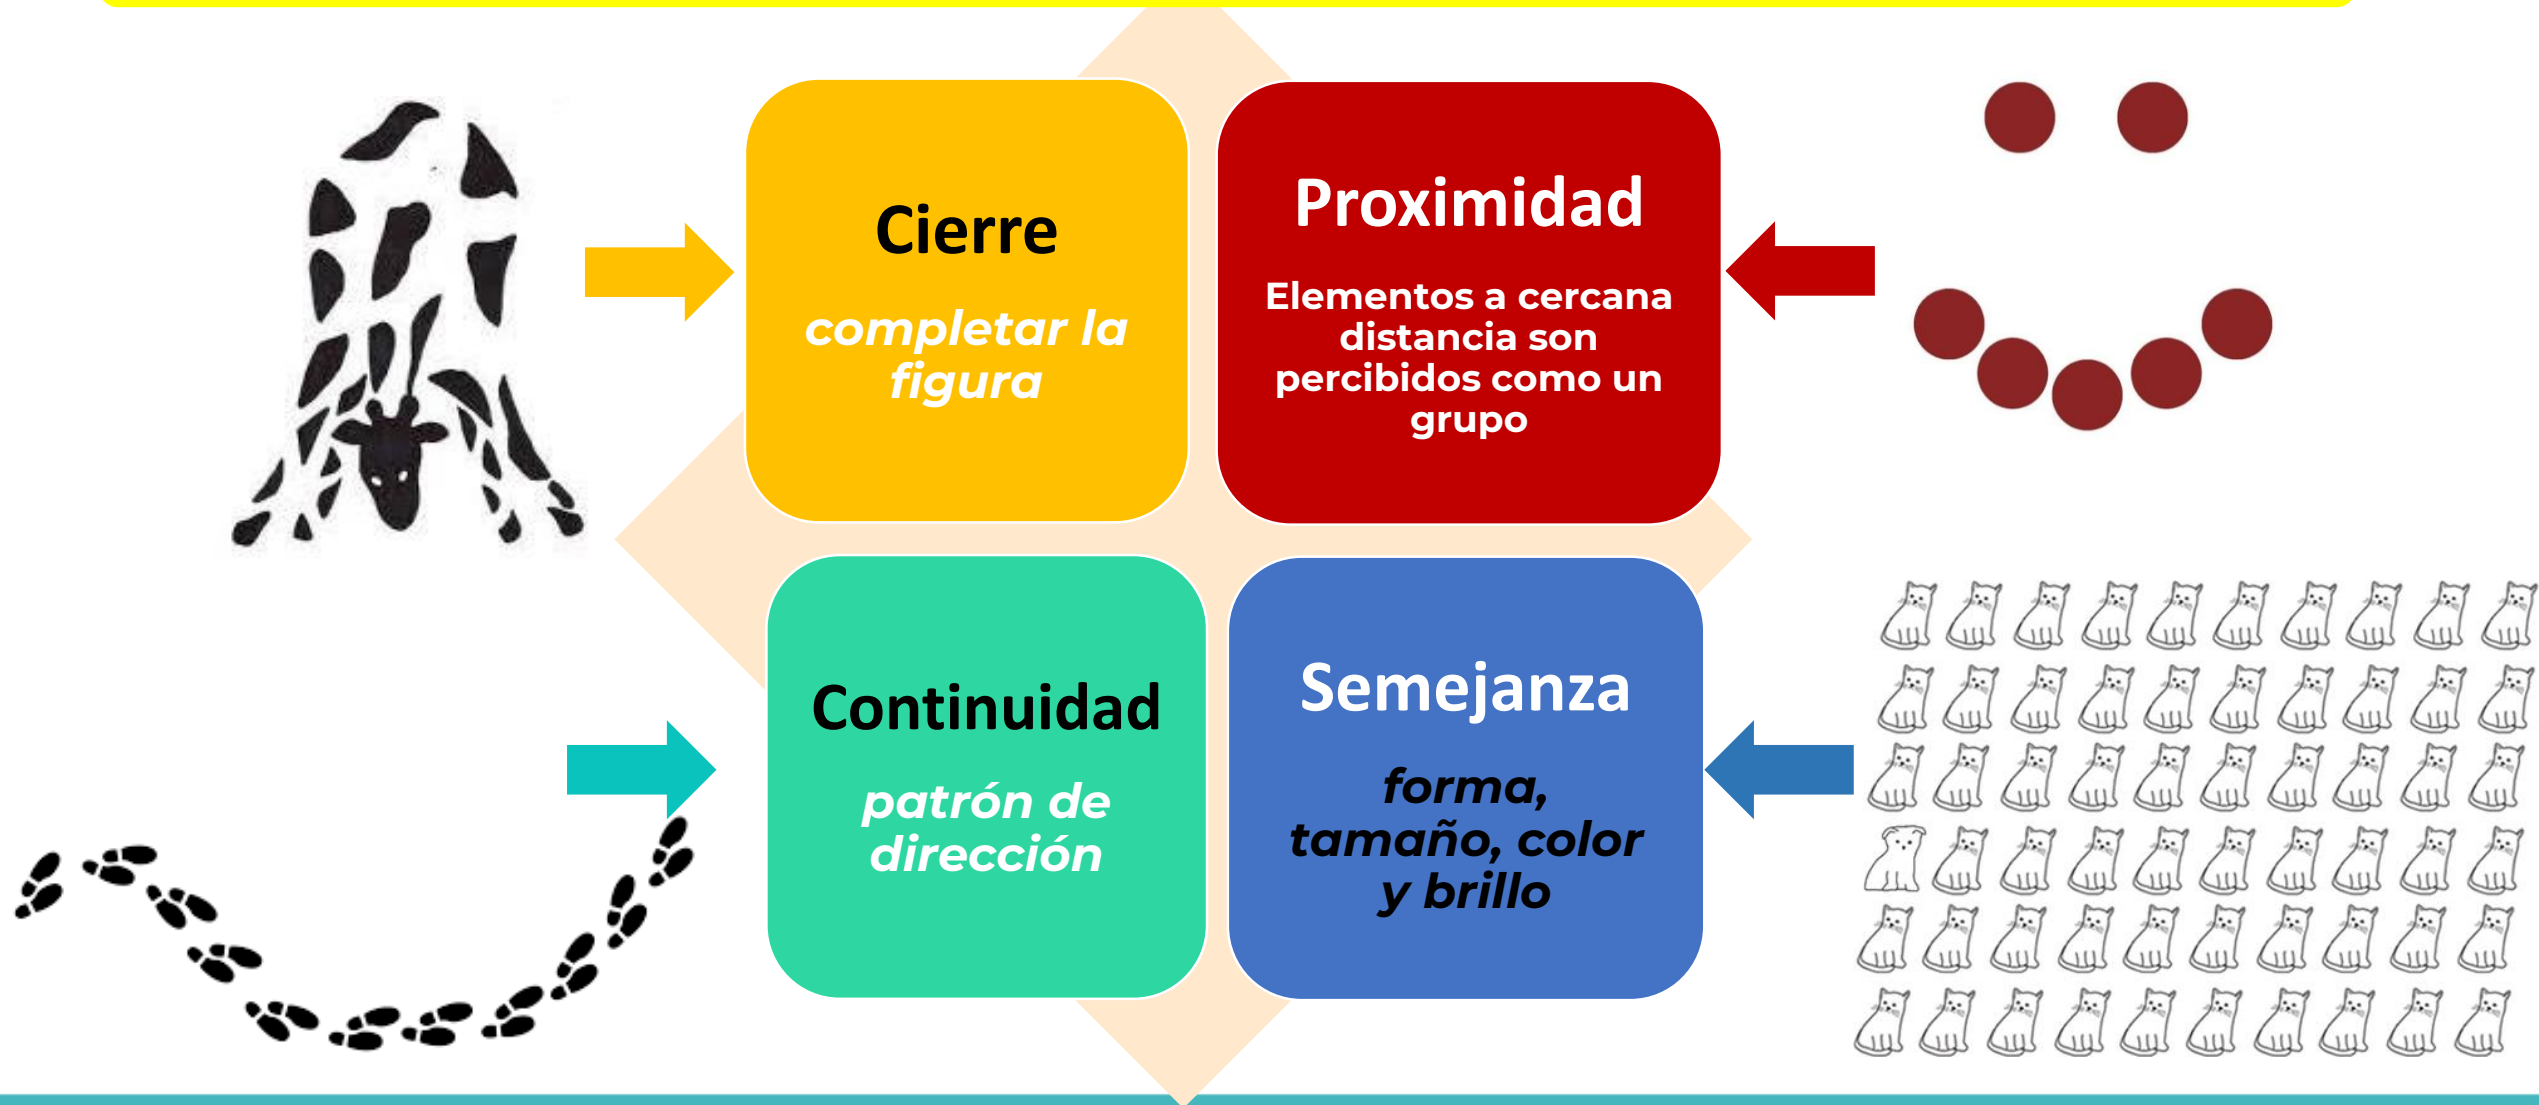 Cierre
completar la
figura
Proximidad
Elementos a cercana
distancia son
percibidos como un
grupo
Continuidad
patrón de
dirección
Semejanza
forma,
tamaño, color
y brillo